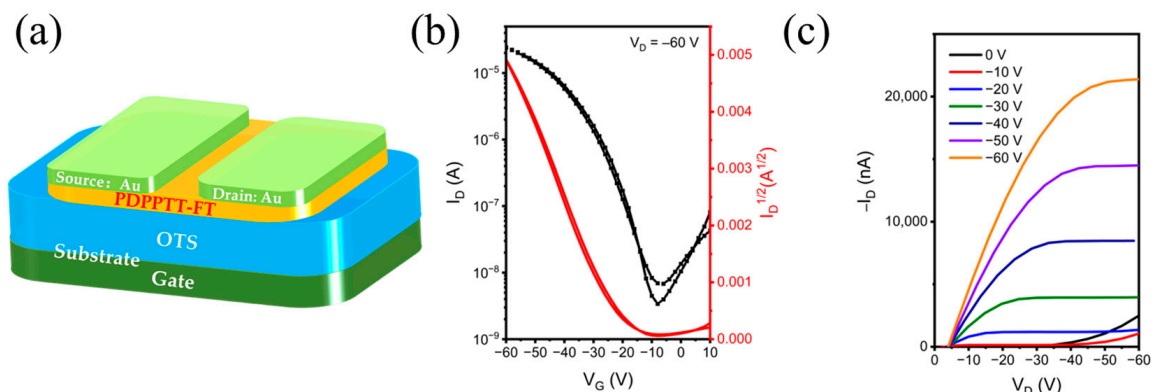 (a)
Source: Au
Drain: Au
PDPPTT-FT
OTS
Substrate
Gate
(b)
V_D = −60 V
I_D (A)
10^−5
10^−6
10^−7
10^−8
10^−9
I_D^1/2(A^1/2)
0.005
0.004
0.003
0.002
0.001
0.000
−60 −50 −40 −30 −20 −10 0 10
V_G (V)
(c)
0 V
−10 V
−20 V
−30 V
−40 V
−50 V
−60 V
−I_D (nA)
20,000
10,000
0
0 −10 −20 −30 −40 −50 −60
V_D (V)